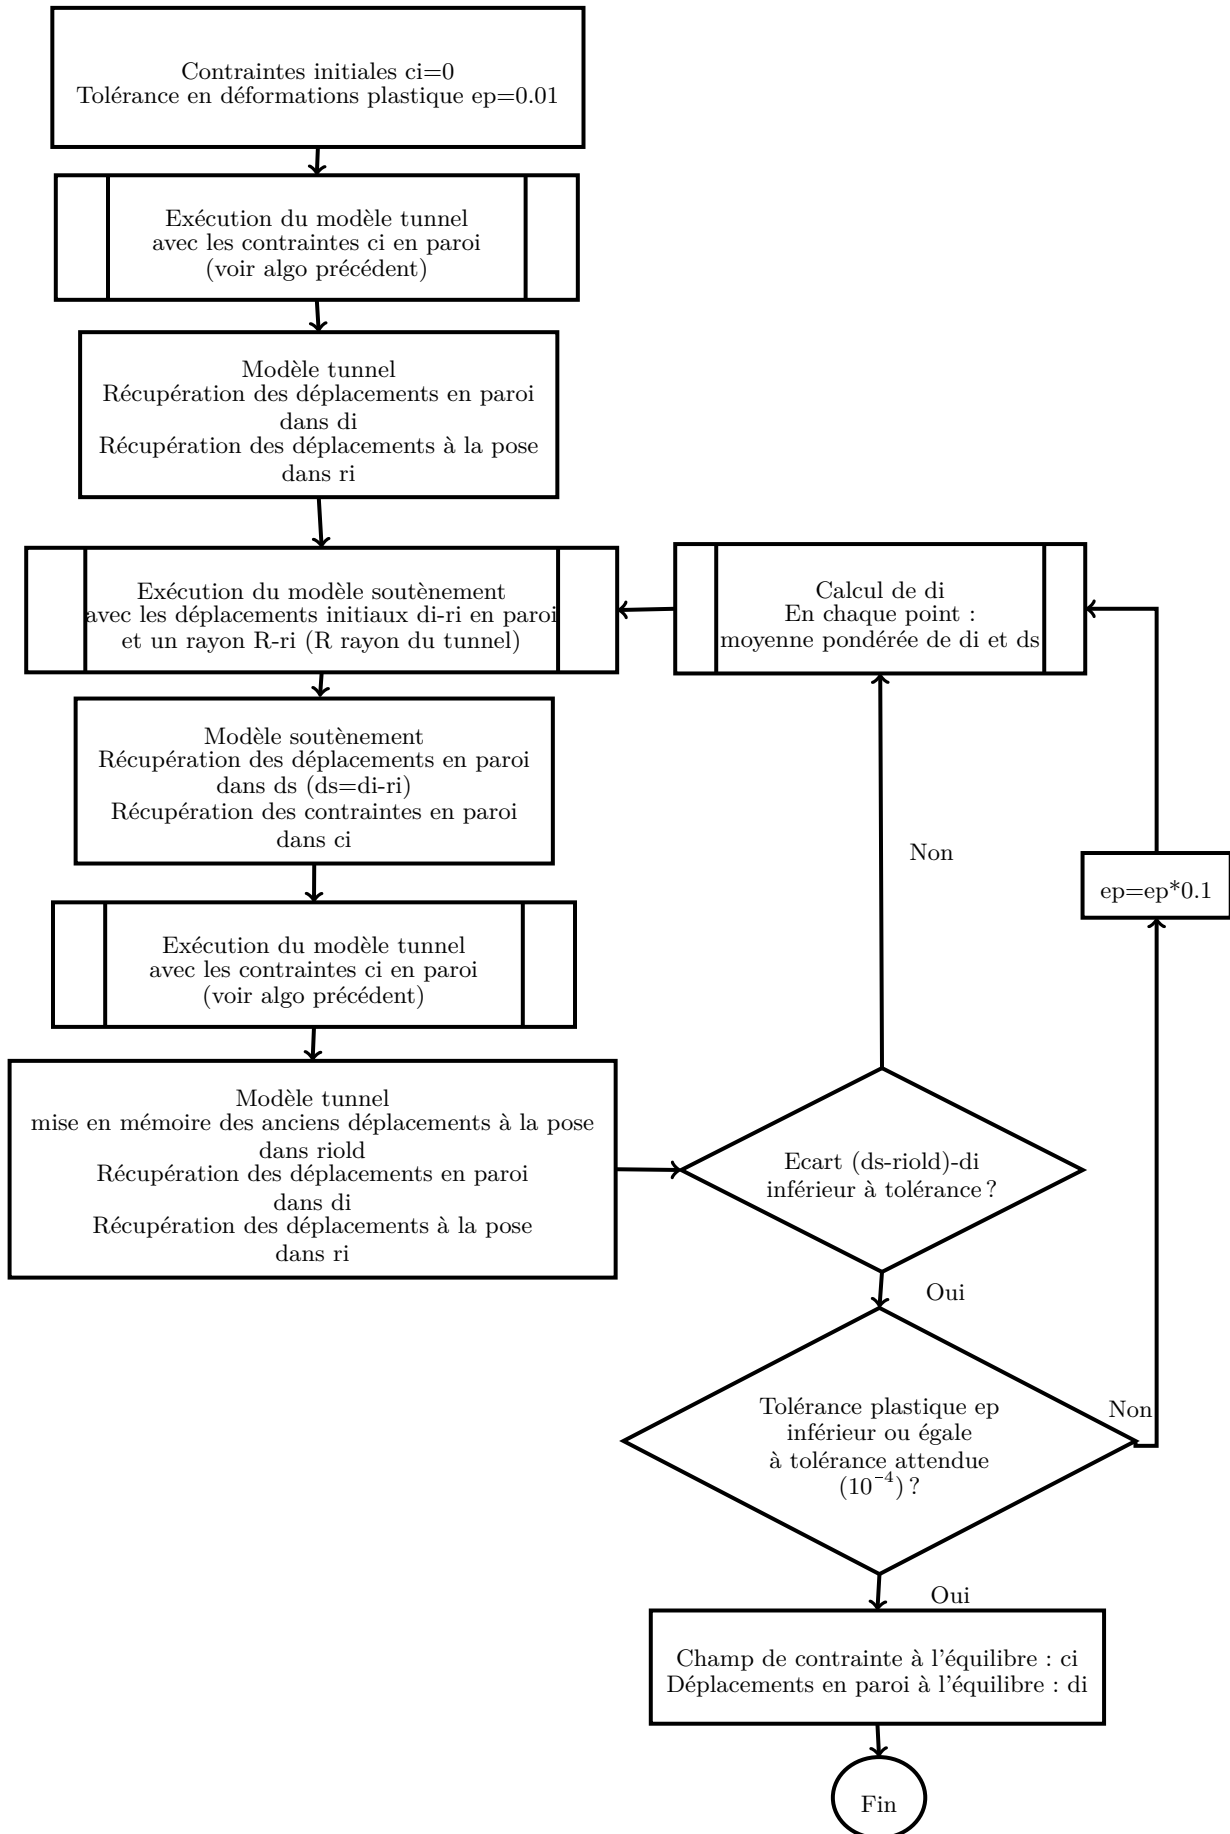 Contraintes initiales ci=0
Tolérance en déformations plastique ep=0.01
Exécution du modèle tunnel
avec les contraintes ci en paroi
(voir algo précédent)
Modèle tunnel
Récupération des déplacements en paroi
dans di
Récupération des déplacements à la pose
dans ri
Exécution du modèle soutènement
avec les déplacements initiaux di-ri en paroi
et un rayon R-ri (R rayon du tunnel)
Calcul de di
En chaque point :
moyenne pondérée de di et ds
Modèle soutènement
Récupération des déplacements en paroi
dans ds (ds=di-ri)
Récupération des contraintes en paroi
dans ci
Non
ep=ep*0.1
Exécution du modèle tunnel
avec les contraintes ci en paroi
(voir algo précédent)
Modèle tunnel
mise en mémoire des anciens déplacements à la pose
dans riold
Récupération des déplacements en paroi
dans di
Récupération des déplacements à la pose
dans ri
Ecart (ds-riold)-di
inférieur à tolérance ?
Oui
Tolérance plastique ep
inférieur ou égale
à tolérance attendue
(10⁻⁴) ?
Non
Oui
Champ de contrainte à l'équilibre : ci
Déplacements en paroi à l'équilibre : di
Fin